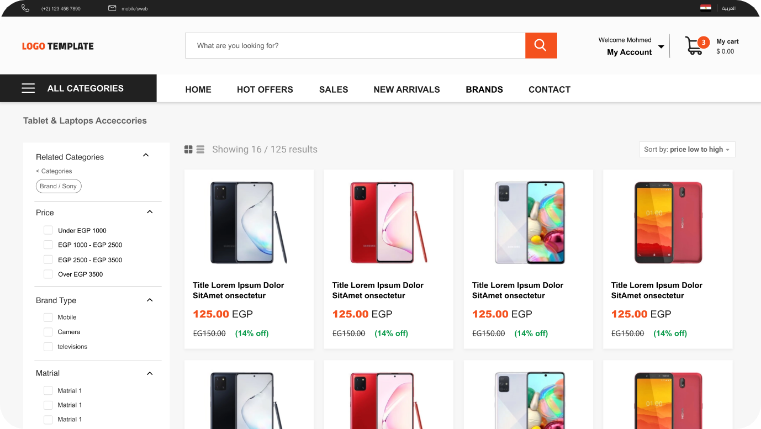 (+2) 123 456 7890
mobile/web
العربية
LOGO TEMPLATE
What are you looking for?
Welcome Mohmed
My Account
3
My cart
$ 0.00
ALL CATEGORIES
HOME
HOT OFFERS
SALES
NEW ARRIVALS
BRANDS
CONTACT
Tablet & Laptops Acceccories
Related Categories
< Categories
Brand / Sony
Price
Under EGP 1000
EGP 1000 - EGP 2500
EGP 2500 - EGP 3500
Over EGP 3500
Brand Type
Mobile
Camera
televisions
Matrial
Matrial 1
Matrial 1
Matrial 1
Showing 16 / 125 results
Sort by: price low to high
Title Lorem Ipsum Dolor
SitAmet onsectetur
125.00 EGP
EG150.00 (14% off)
Title Lorem Ipsum Dolor
SitAmet onsectetur
125.00 EGP
EG150.00 (14% off)
Title Lorem Ipsum Dolor
SitAmet onsectetur
125.00 EGP
EG150.00 (14% off)
Title Lorem Ipsum Dolor
SitAmet onsectetur
125.00 EGP
EG150.00 (14% off)